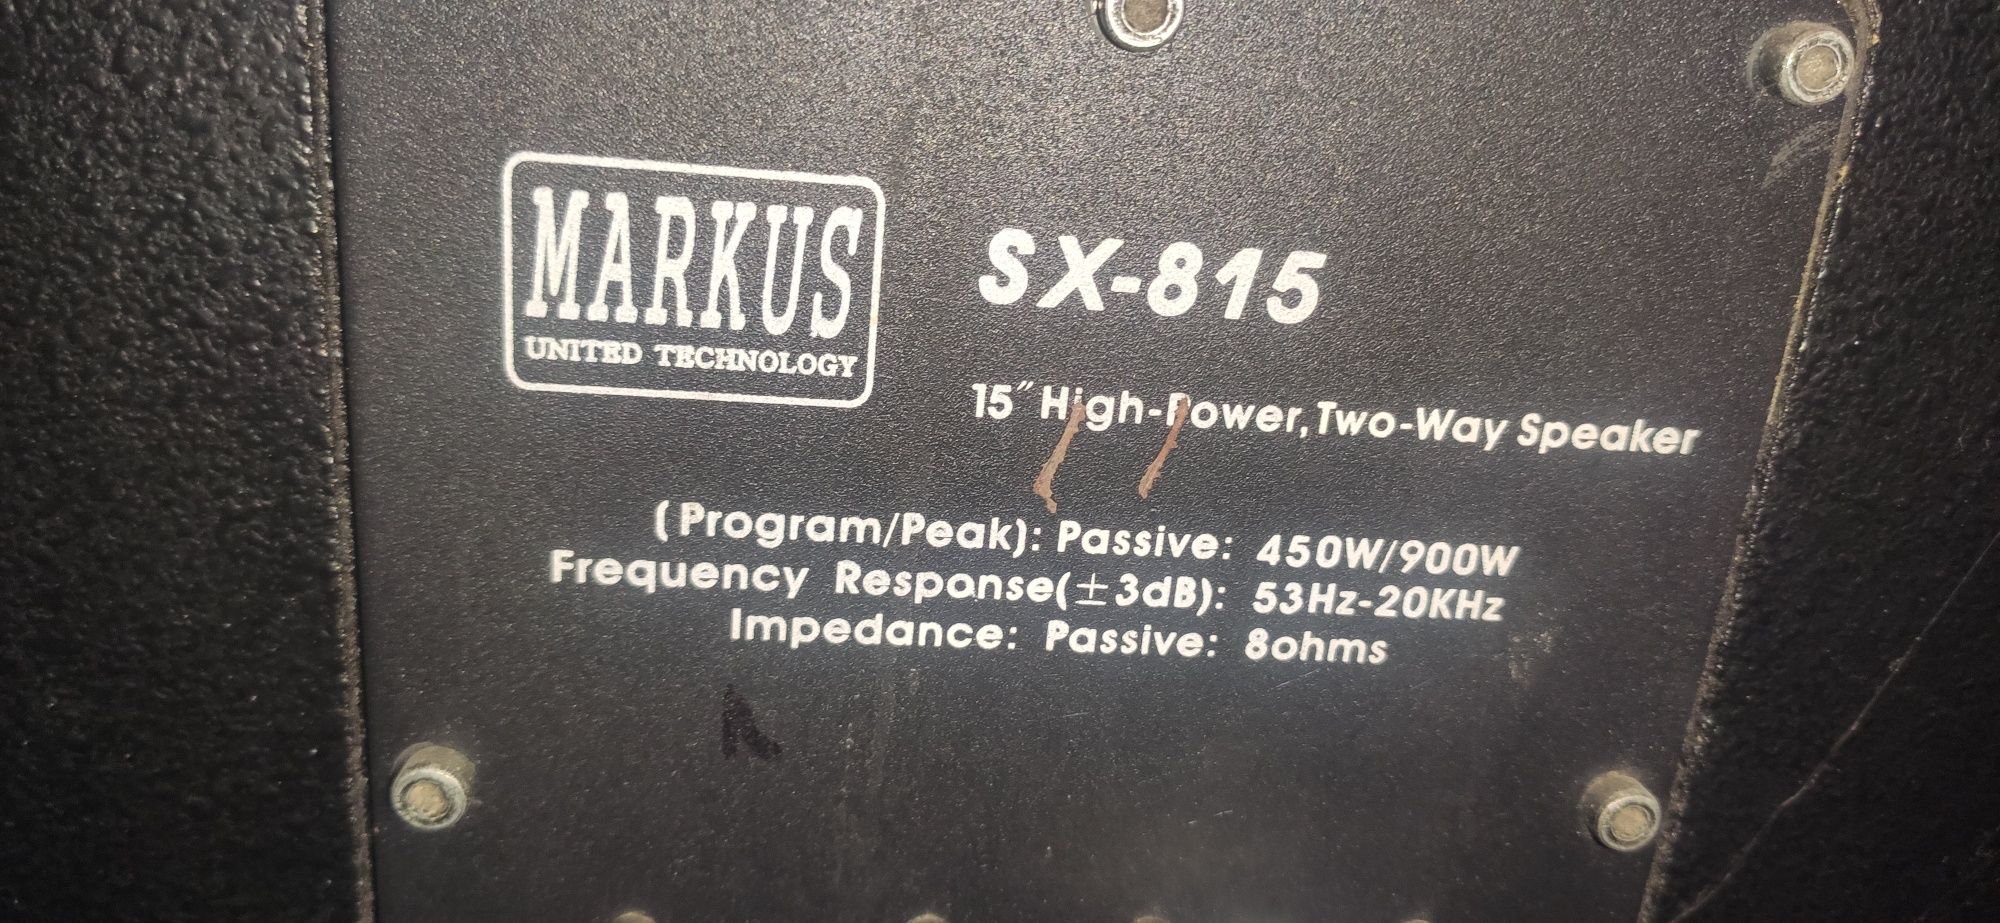 MARKUS
UNITED TECHNOLOGY
SX-815
15" High-Power, Two-Way Speaker
(Program/Peak): Passive: 450W/900W
Frequency Response(±3dB): 53Hz-20KHz
Impedance: Passive: 8ohms